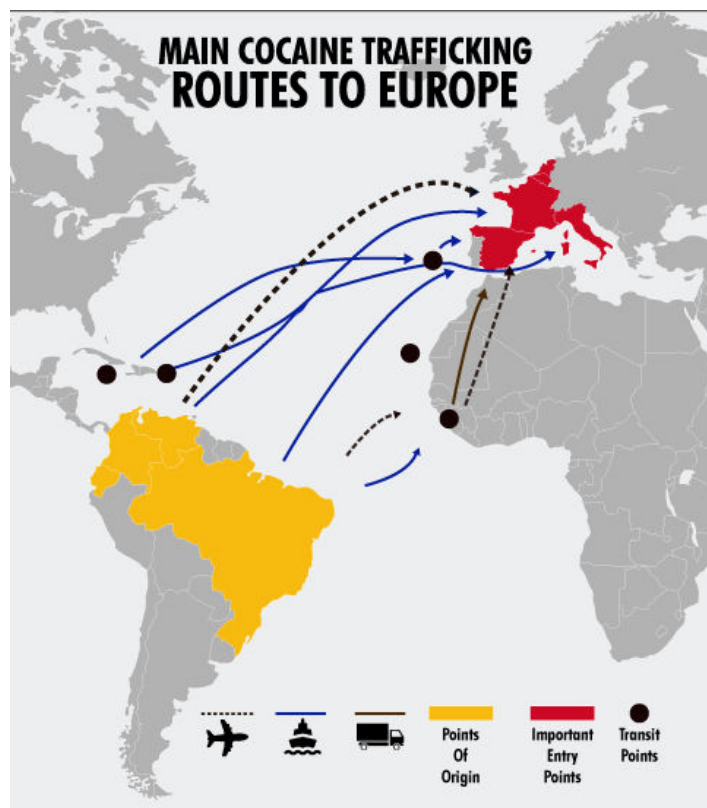 MAIN COCAINE TRAFFICKING
ROUTES TO EUROPE
Points
Of
Origin
Important
Entry
Points
Transit
Points